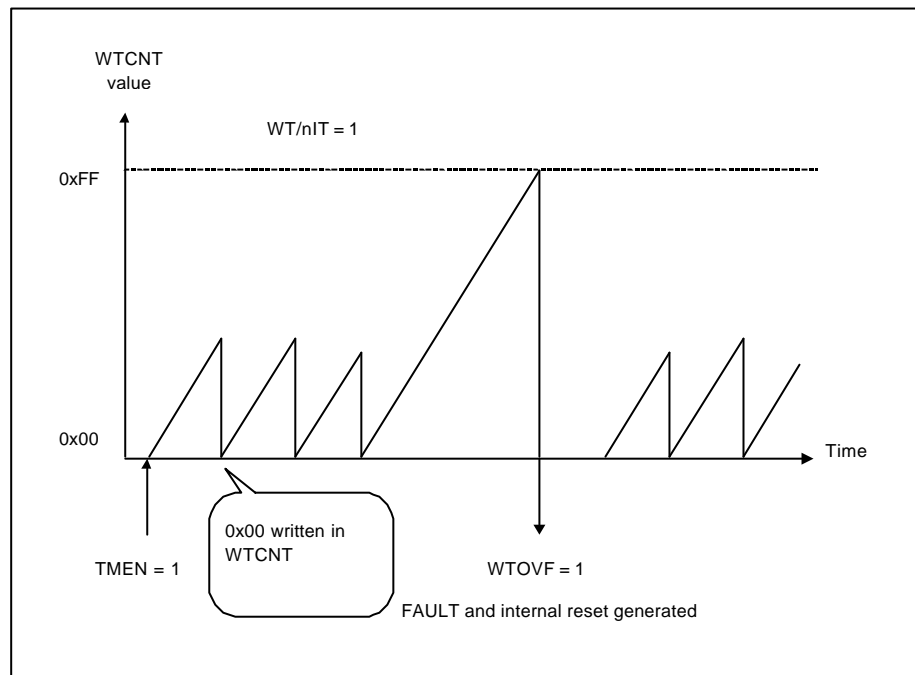 WTCNT
value
WT/nIT = 1
0xFF
0x00
Time
0x00 written in
WTCNT
TMEN = 1
WTOVF = 1
FAULT and internal reset generated